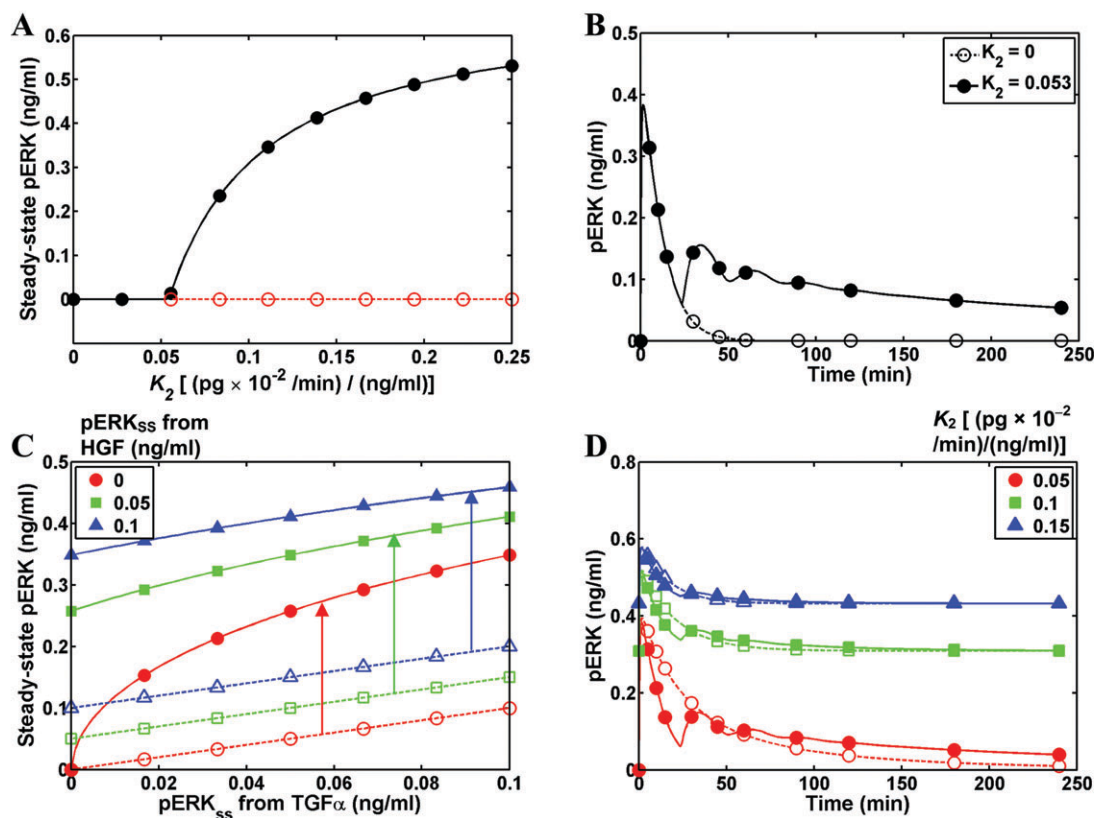 A
Steady-state pERK (ng/ml)
0.6
0.5
0.4
0.3
0.2
0.1
0
0 0.05 0.1 0.15 0.2 0.25
K₂ [ (pg × 10⁻² /min) / (ng/ml)]
B
pERK (ng/ml)
0.5
0.4
0.3
0.2
0.1
0
K₂ = 0
K₂ = 0.053
0 50 100 150 200 250
Time (min)
C
pERKSS from
HGF (ng/ml)
0
0.05
0.1
Steady-state pERK (ng/ml)
0.5
0.4
0.3
0.2
0.1
0
0 0.02 0.04 0.06 0.08 0.1
pERKSS from TGFα (ng/ml)
D
K₂ [ (pg × 10⁻²
/min)/(ng/ml)]
0.05
0.1
0.15
pERK (ng/ml)
0.8
0.6
0.4
0.2
0
0 50 100 150 200 250
Time (min)